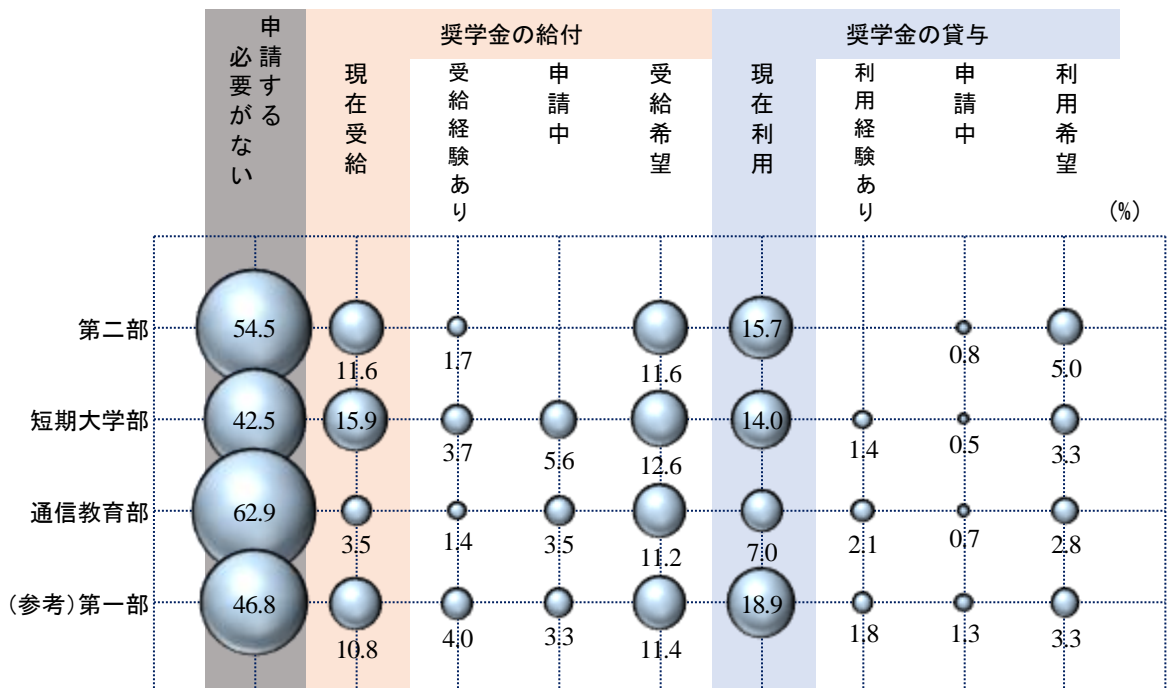 申請する
必要がない
奨学金の給付
奨学金の貸与
現在受給
受給経験あり
申請中
受給希望
現在利用
利用経験あり
申請中
利用希望
(%)
第二部
54.5
11.6
1.7
11.6
15.7
0.8
5.0
短期大学部
42.5
15.9
3.7
5.6
12.6
14.0
1.4
0.5
3.3
通信教育部
62.9
3.5
1.4
3.5
11.2
7.0
2.1
0.7
2.8
(参考)第一部
46.8
10.8
4.0
3.3
11.4
18.9
1.8
1.3
3.3